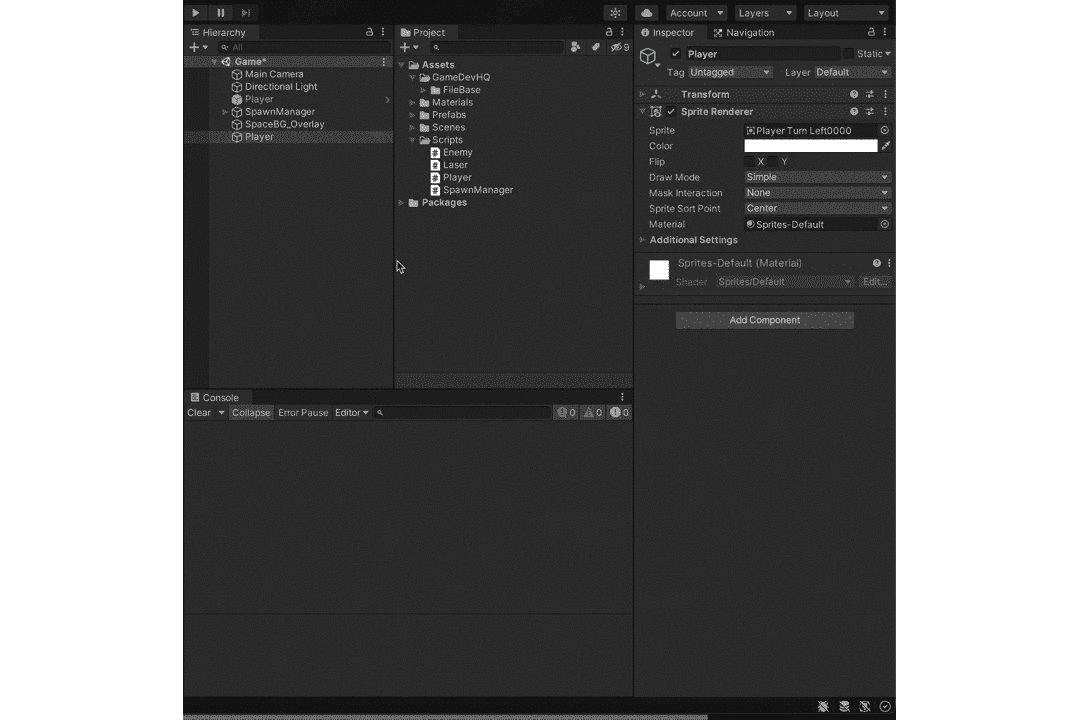 Account Layers Layout
Hierarchy
All
Game*
Main Camera
Directional Light
Player
SpawnManager
SpaceBG_Overlay
Player
Project
9
Assets
GameDevHQ
FileBase
Materials
Prefabs
Scenes
Scripts
Enemy
Laser
Player
SpawnManager
Packages
Inspector Navigation
Player Static
Tag Untagged Layer Default
Transform
Sprite Renderer
Sprite Player Turn Left0000
Color
Flip X Y
Draw Mode Simple
Mask Interaction None
Sprite Sort Point Center
Material Sprites-Default
Additional Settings
Sprites-Default (Material)
Shader Sprites/Default Edit...
Add Component
Console
Clear Collapse Error Pause Editor 0 0 0